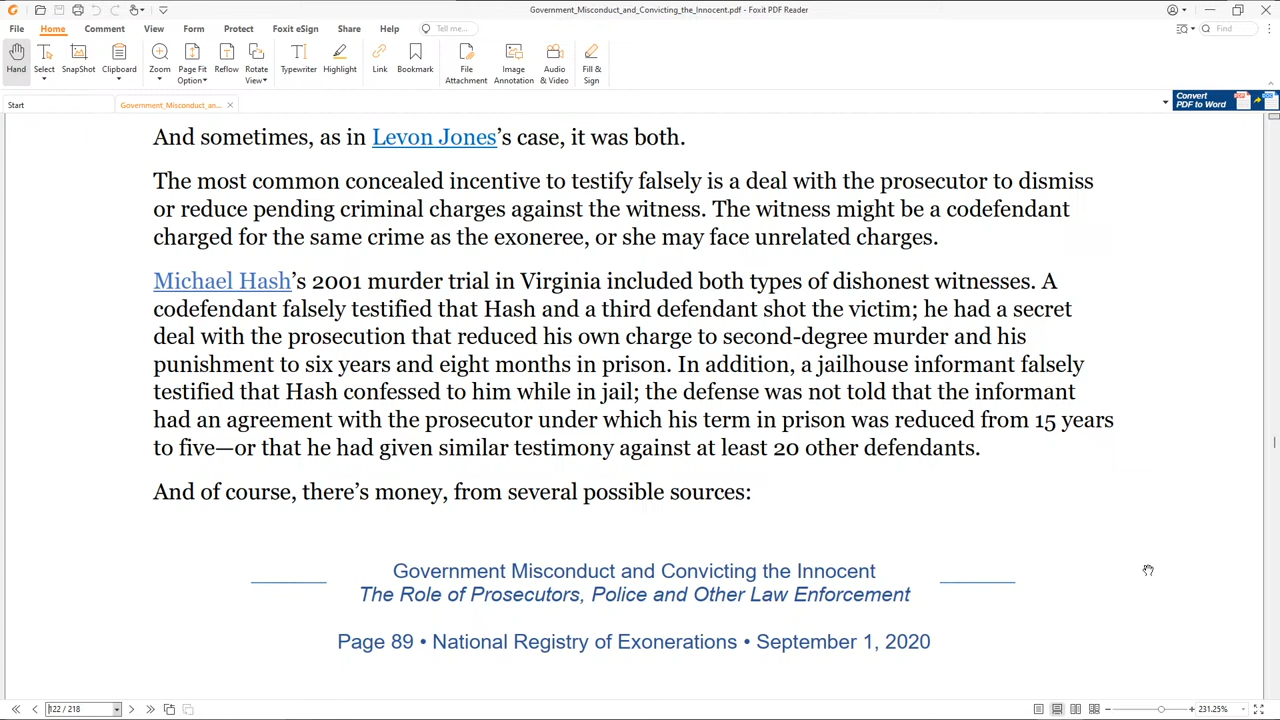 Government_Misconduct_and_Convicting_the_Innocent.pdf - Foxit PDF Reader
File Home Comment View Form Protect Foxit eSign Share Help Tell me... Find
Hand Select SnapShot Clipboard Zoom Page Fit Option Reflow Rotate View Typewriter Highlight Link Bookmark File Attachment Image Annotation Audio & Video Fill & Sign
Start Government_Misconduct_an...
Convert PDF to Word
And sometimes, as in Levon Jones’s case, it was both.
The most common concealed incentive to testify falsely is a deal with the prosecutor to dismiss
or reduce pending criminal charges against the witness. The witness might be a codefendant
charged for the same crime as the exoneree, or she may face unrelated charges.
Michael Hash’s 2001 murder trial in Virginia included both types of dishonest witnesses. A
codefendant falsely testified that Hash and a third defendant shot the victim; he had a secret
deal with the prosecution that reduced his own charge to second-degree murder and his
punishment to six years and eight months in prison. In addition, a jailhouse informant falsely
testified that Hash confessed to him while in jail; the defense was not told that the informant
had an agreement with the prosecutor under which his term in prison was reduced from 15 years
to five—or that he had given similar testimony against at least 20 other defendants.
And of course, there’s money, from several possible sources:
Government Misconduct and Convicting the Innocent
The Role of Prosecutors, Police and Other Law Enforcement
Page 89 • National Registry of Exonerations • September 1, 2020
122 / 218 231.25%